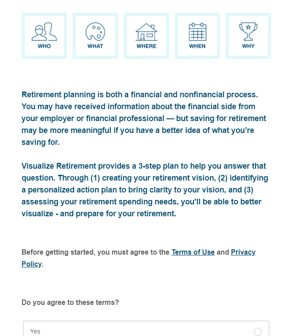 WHO WHAT WHERE WHEN WHY
Retirement planning is both a financial and nonfinancial process.
You may have received information about the financial side from
your employer or financial professional — but saving for retirement
may be more meaningful if you have a better idea of what you're
saving for.
Visualize Retirement provides a 3-step plan to help you answer that
question. Through (1) creating your retirement vision, (2) identifying
a personalized action plan to bring clarity to your vision, and (3)
assessing your retirement spending needs, you'll be able to better
visualize - and prepare for your retirement.
Before getting started, you must agree to the Terms of Use and Privacy
Policy.
Do you agree to these terms?
Yes